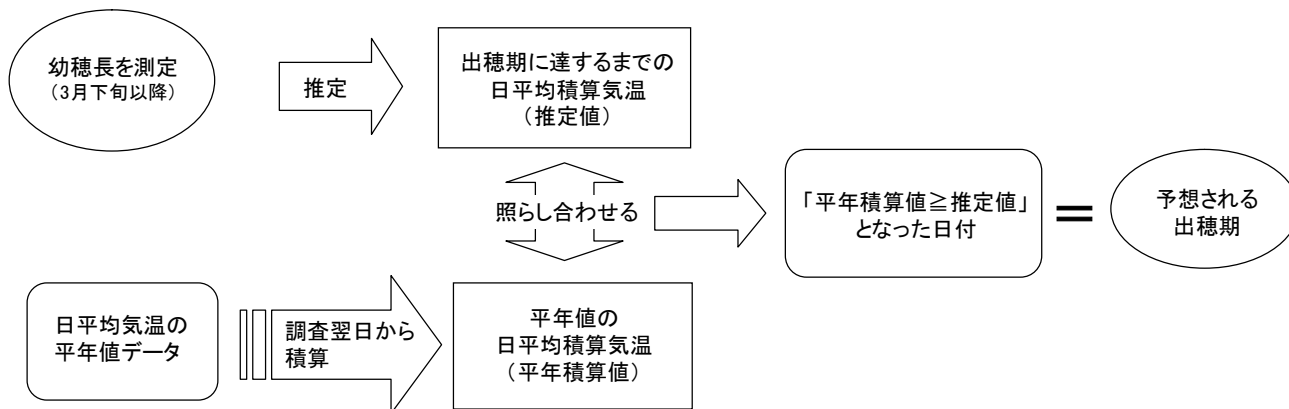 幼穂長を測定
（3月下旬以降）
推定
出穂期に達するまでの
日平均積算気温
（推定値）
照らし合わせる
「平年積算値≧推定値」
となった日付
＝
予想される
出穂期
日平均気温の
平年値データ
調査翌日から
積算
平年値の
日平均積算気温
（平年積算値）